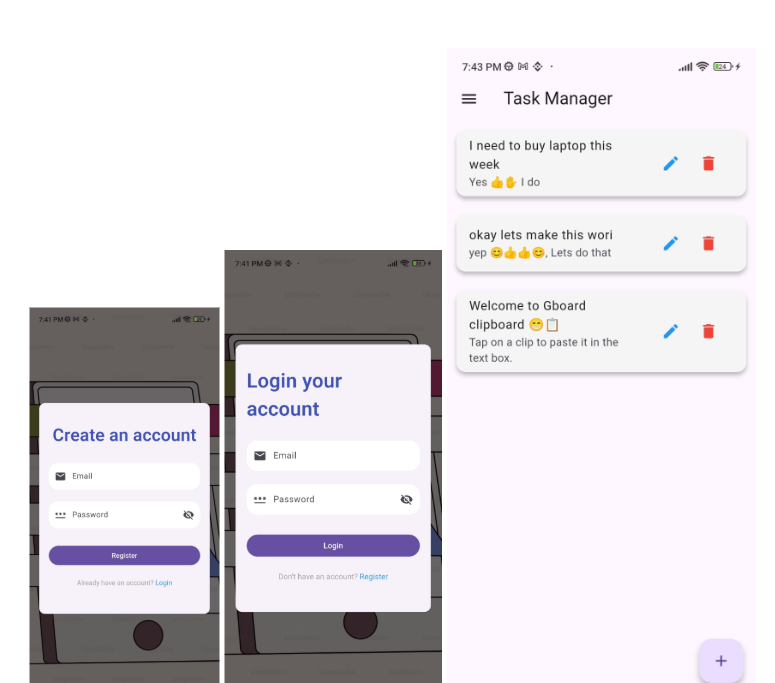 7:41 PM
Create an account
Email
Password
Register
Already have an account? Login
7:41 PM
Login your
account
Email
Password
Login
Don't have an account? Register
7:43 PM
24
Task Manager
I need to buy laptop this
week
Yes 👍✋ I do
okay lets make this wori
yep 😊👍👍😊, Lets do that
Welcome to Gboard
clipboard 😁📋
Tap on a clip to paste it in the
text box.
+